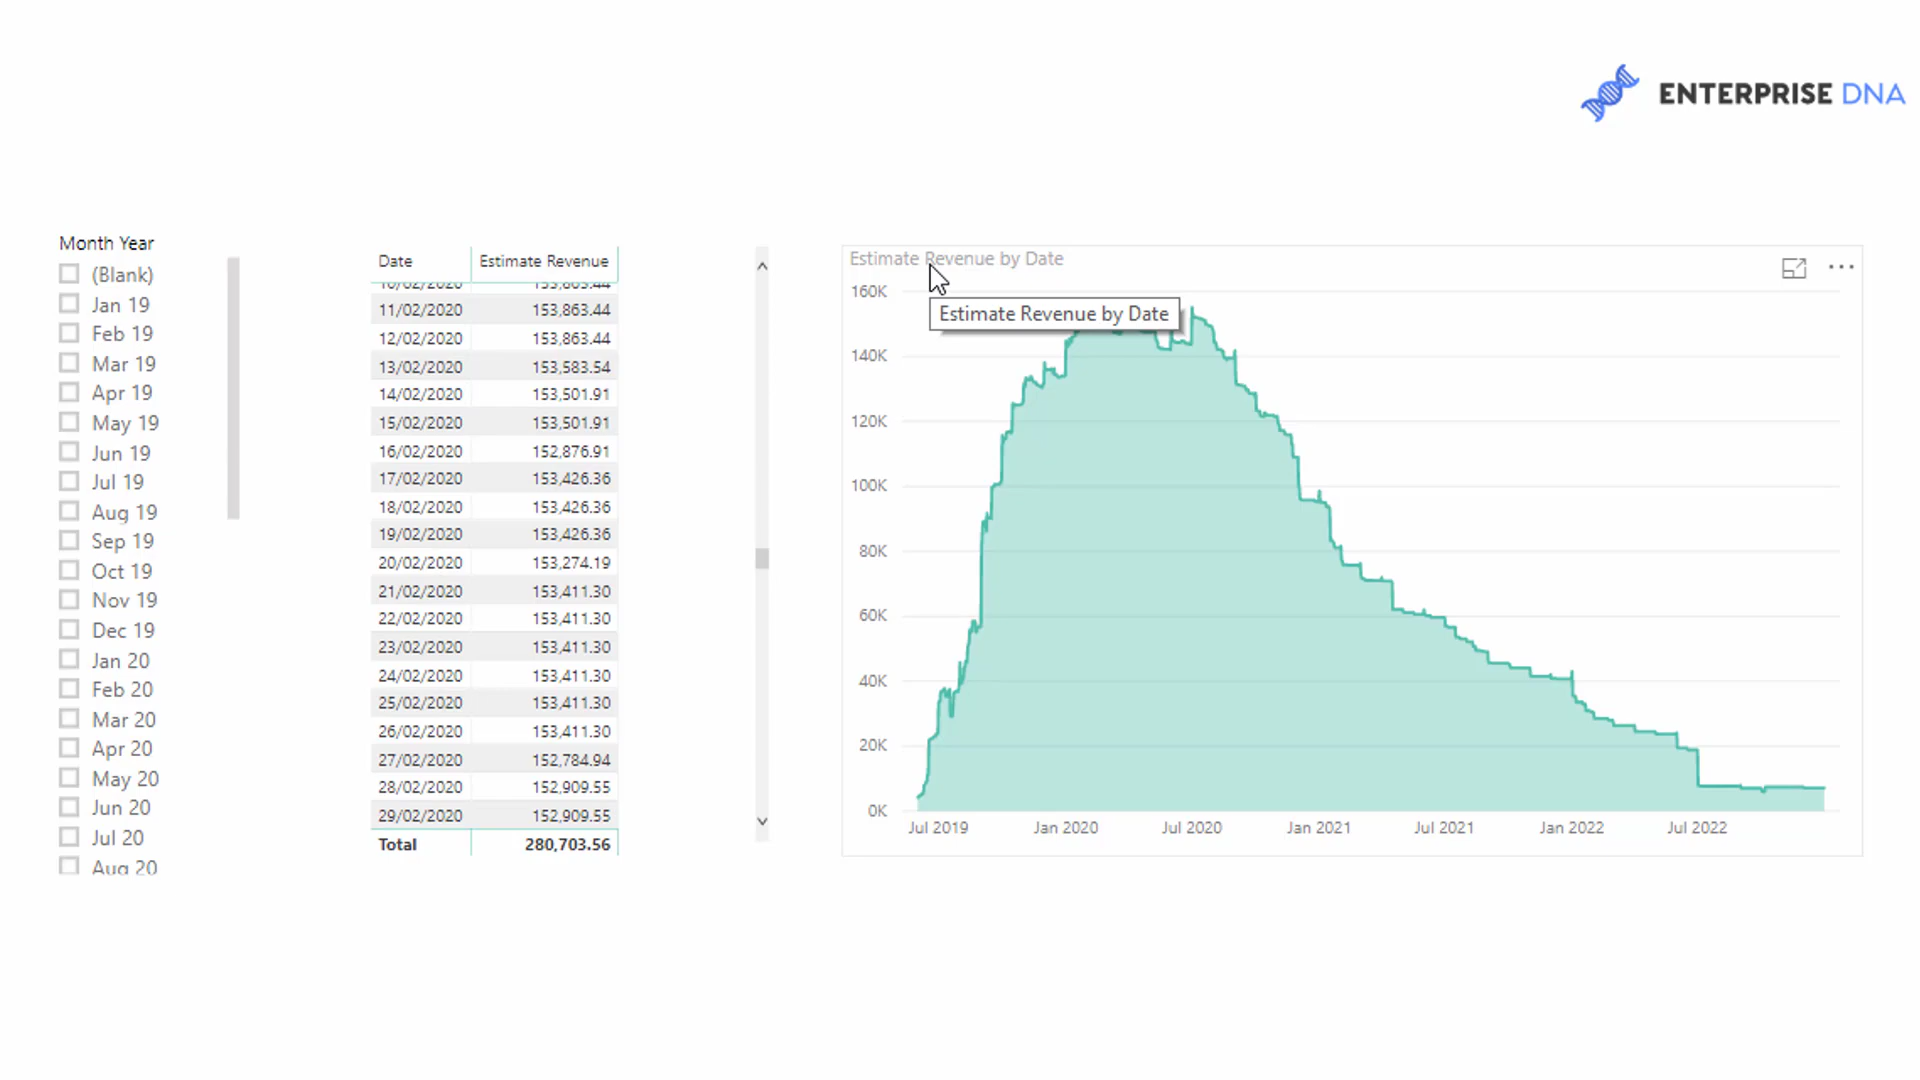 ENTERPRISE DNA
Month Year
(Blank)
Jan 19
Feb 19
Mar 19
Apr 19
May 19
Jun 19
Jul 19
Aug 19
Sep 19
Oct 19
Nov 19
Dec 19
Jan 20
Feb 20
Mar 20
Apr 20
May 20
Jun 20
Jul 20
Aug 20
Date Estimate Revenue
10/02/2020 153,863.44
11/02/2020 153,863.44
12/02/2020 153,863.44
13/02/2020 153,583.54
14/02/2020 153,501.91
15/02/2020 153,501.91
16/02/2020 152,876.91
17/02/2020 153,426.36
18/02/2020 153,426.36
19/02/2020 153,426.36
20/02/2020 153,274.19
21/02/2020 153,411.30
22/02/2020 153,411.30
23/02/2020 153,411.30
24/02/2020 153,411.30
25/02/2020 153,411.30
26/02/2020 153,411.30
27/02/2020 152,784.94
28/02/2020 152,909.55
29/02/2020 152,909.55
Total 280,703.56
Estimate Revenue by Date
Estimate Revenue by Date
160K
140K
120K
100K
80K
60K
40K
20K
0K
Jul 2019 Jan 2020 Jul 2020 Jan 2021 Jul 2021 Jan 2022 Jul 2022